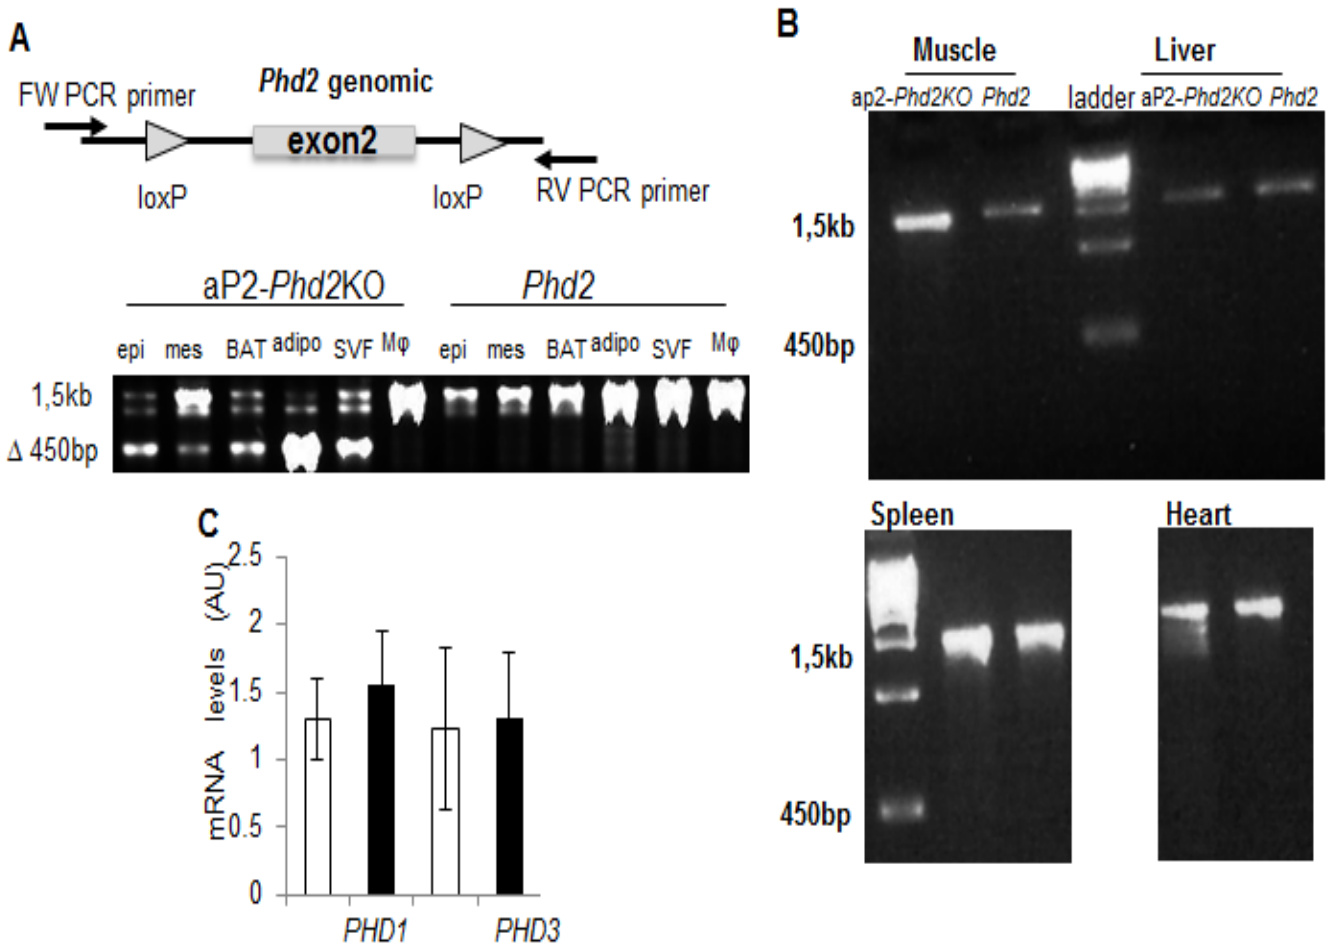 A
Phd2 genomic
FW PCR primer
exon2
loxP
loxP
RV PCR primer
aP2-Phd2KO Phd2
epi mes BAT adipo SVF Mφ epi mes BAT adipo SVF Mφ
1,5kb
Δ 450bp
B
Muscle Liver
ap2-Phd2KO Phd2 ladder aP2-Phd2KO Phd2
1,5kb
450bp
Spleen Heart
1,5kb
450bp
C
mRNA levels (AU)
2.5
2
1.5
1
0.5
0
PHD1 PHD3